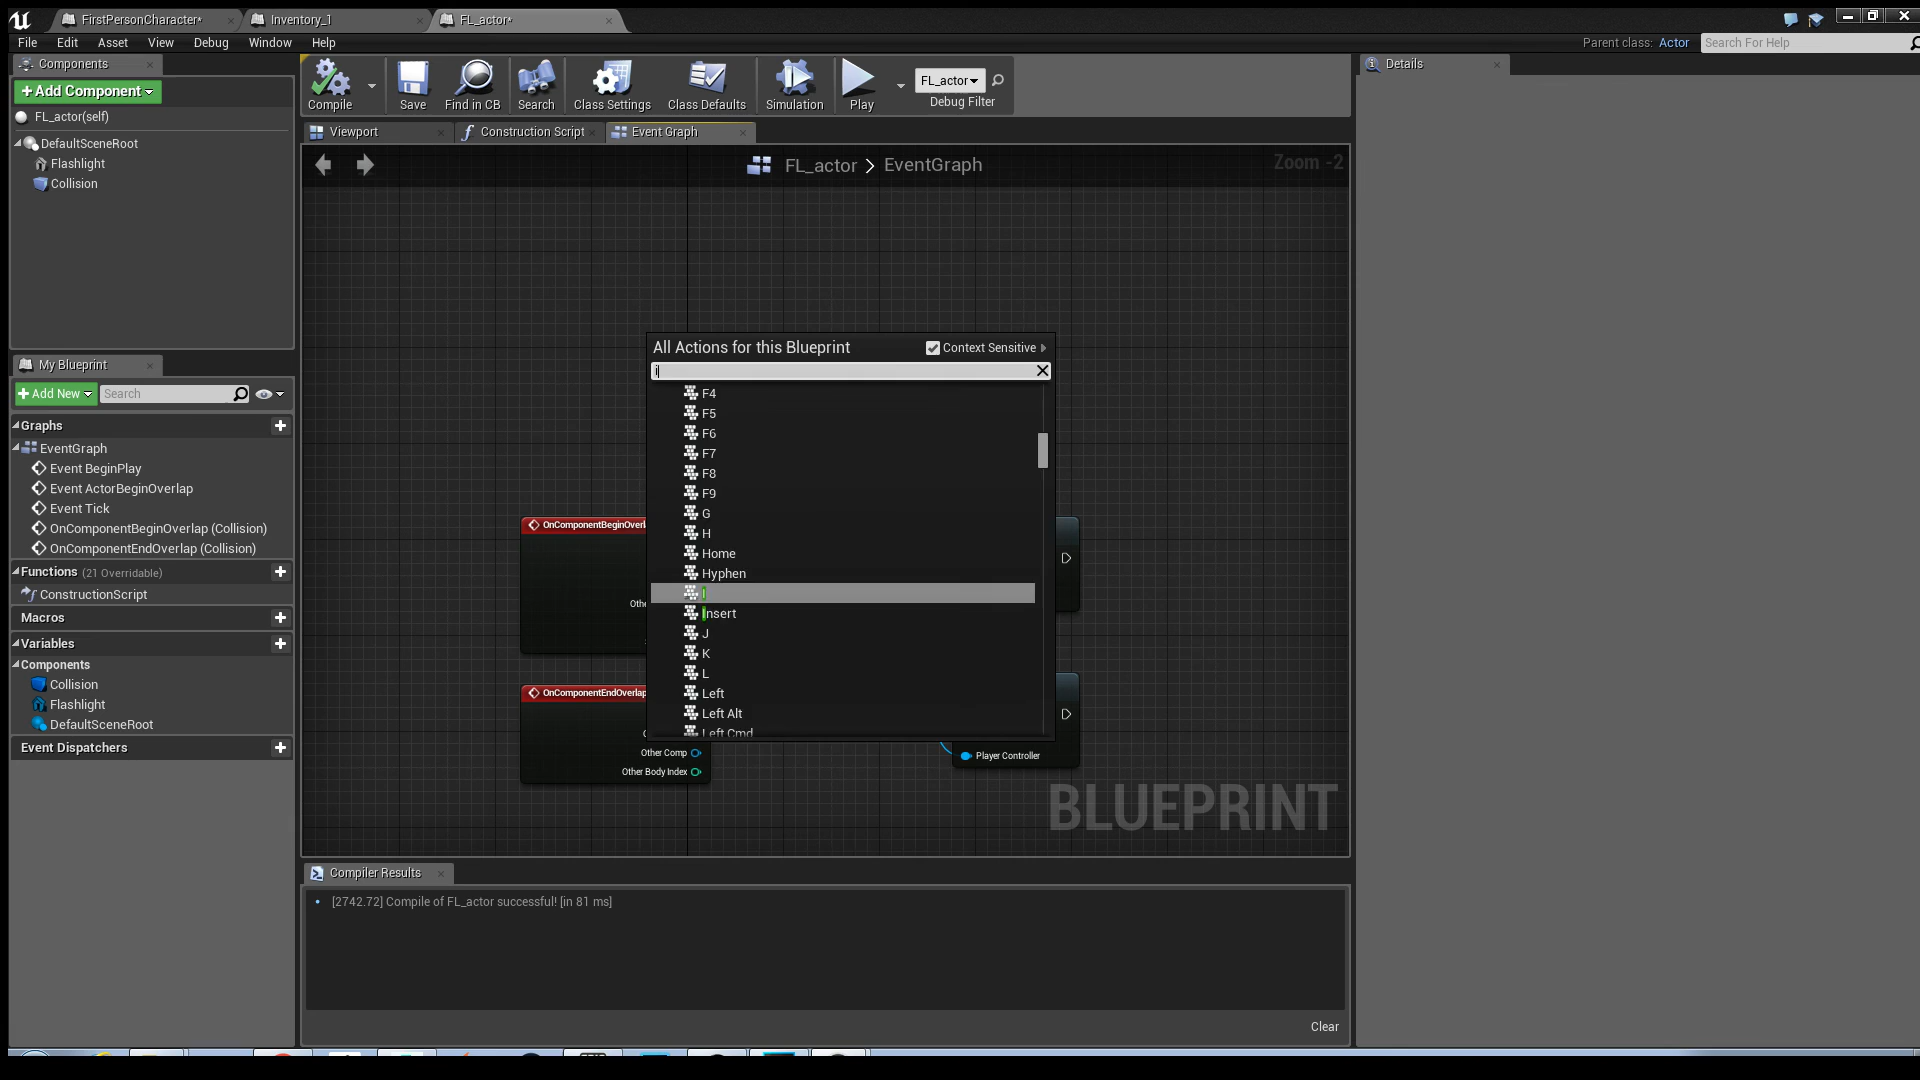 FirstPersonCharacter*
Inventory_1
FL_actor*
File Edit Asset View Debug Window Help
Parent class: Actor
Search For Help
Components
Add Component
FL_actor(self)
DefaultSceneRoot
Flashlight
Collision
Compile
Save
Find in CB
Search
Class Settings
Class Defaults
Simulation
Play
FL_actor
Debug Filter
Details
Viewport
Construction Script
Event Graph
FL_actor > EventGraph
Zoom -2
My Blueprint
Add New
Search
Graphs
EventGraph
Event BeginPlay
Event ActorBeginOverlap
Event Tick
OnComponentBeginOverlap (Collision)
OnComponentEndOverlap (Collision)
Functions (21 Overridable)
ConstructionScript
Macros
Variables
Components
Collision
Flashlight
DefaultSceneRoot
Event Dispatchers
All Actions for this Blueprint
Context Sensitive
i
F4
F5
F6
F7
F8
F9
G
H
Home
Hyphen
I
Insert
J
K
L
Left
Left Alt
Left Cmd
OnComponentEndOverlap
Other Comp
Other Body Index
Player Controller
BLUEPRINT
Compiler Results
[2742.72] Compile of FL_actor successful! [in 81 ms]
Clear